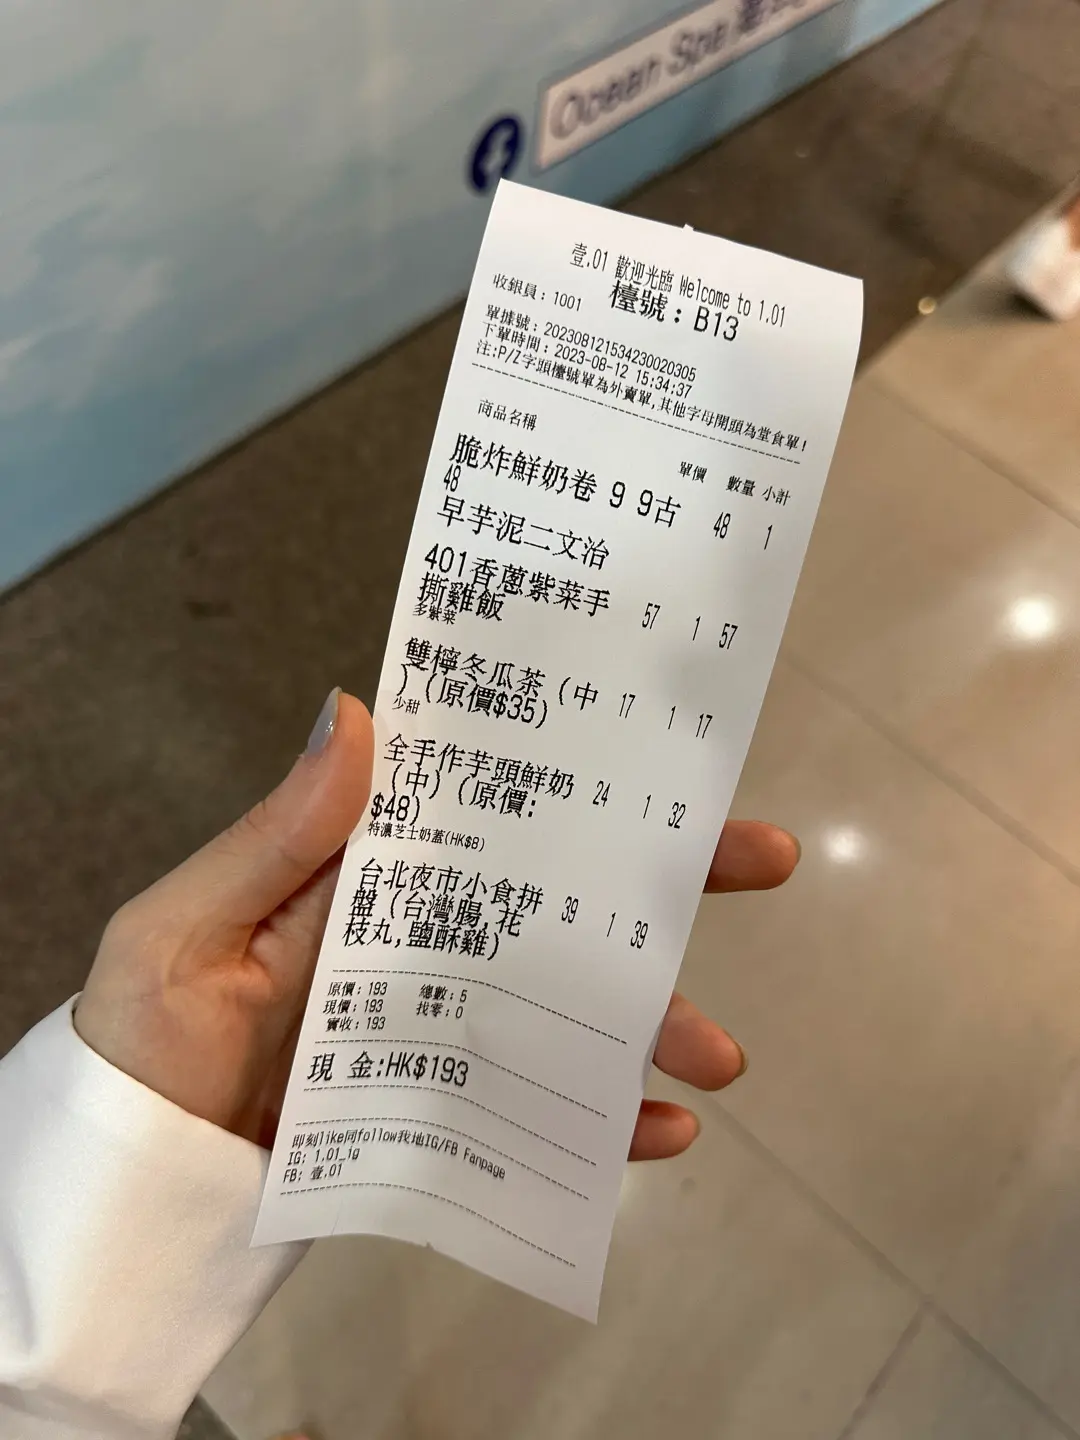 Ocean Spa
壹.01 歡迎光臨 Welcome to 1.01
檯號：B13
收銀員：1001
單據號：202308121534230020305
下單時間：2023-08-12 15:34:37
注:P/Z字頭檯號單為外賣單,其他字母開頭為堂食單!
商品名稱 單價 數量 小計
脆炸鮮奶卷 9 9古 48 1
48
早芋泥二文治
401香蔥紫菜手 57 1 57
撕雞飯
多紫菜
雙檸冬瓜茶（中 17 1 17
）(原價$35)
少甜
全手作芋頭鮮奶 24 1 32
（中）（原價:
$48)
特濃芝士奶蓋(HK$8)
台北夜市小食拼 39 1 39
盤（台灣腸,花
枝丸,鹽酥雞)
原價：193 總數：5
現價：193 找零：0
實收：193
現 金:HK$193
即刻like同follow我地IG/FB Fanpage
IG: 1.01_ig
FB: 壹.01